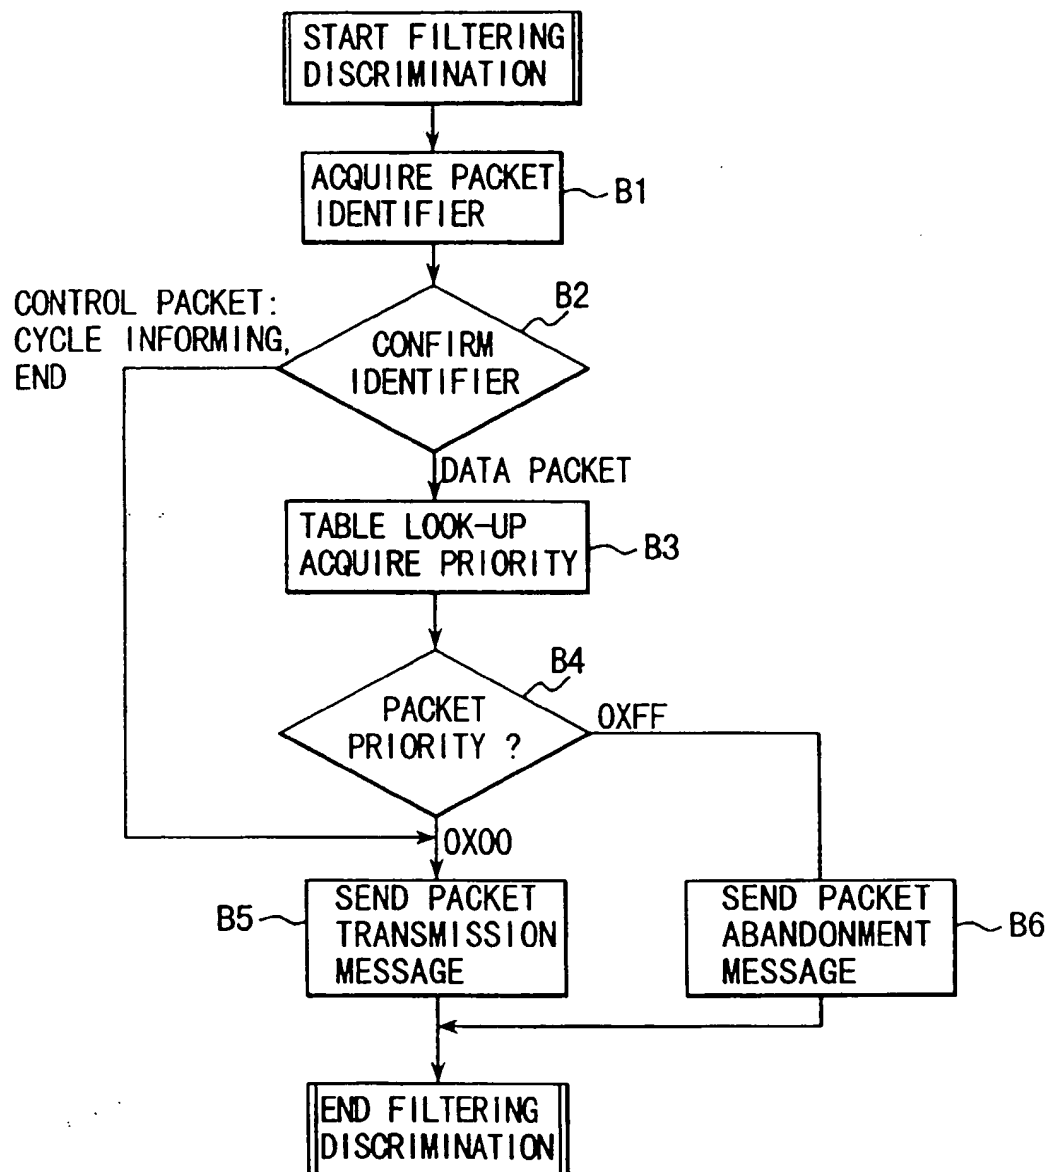 START FILTERING
DISCRIMINATION
ACQUIRE PACKET
IDENTIFIER
B1
CONTROL PACKET:
CYCLE INFORMING,
END
B2
CONFIRM
IDENTIFIER
DATA PACKET
TABLE LOOK-UP
ACQUIRE PRIORITY
B3
B4
PACKET
PRIORITY ?
0XFF
0X00
B5
SEND PACKET
TRANSMISSION
MESSAGE
SEND PACKET
ABANDONMENT
MESSAGE
B6
END FILTERING
DISCRIMINATION